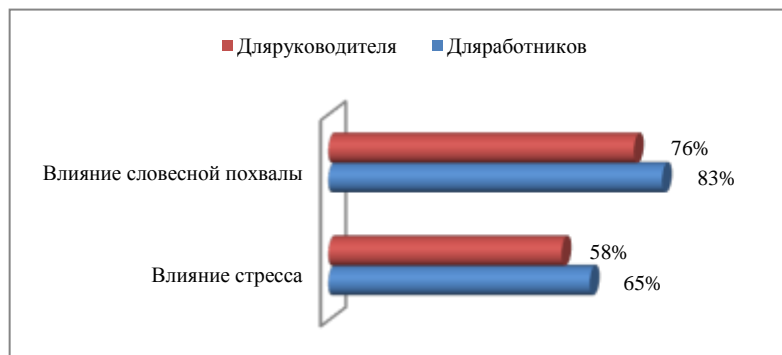 Дляруководителя Дляработников
76%
Влияние словесной похвалы
83%
58%
Влияние стресса
65%